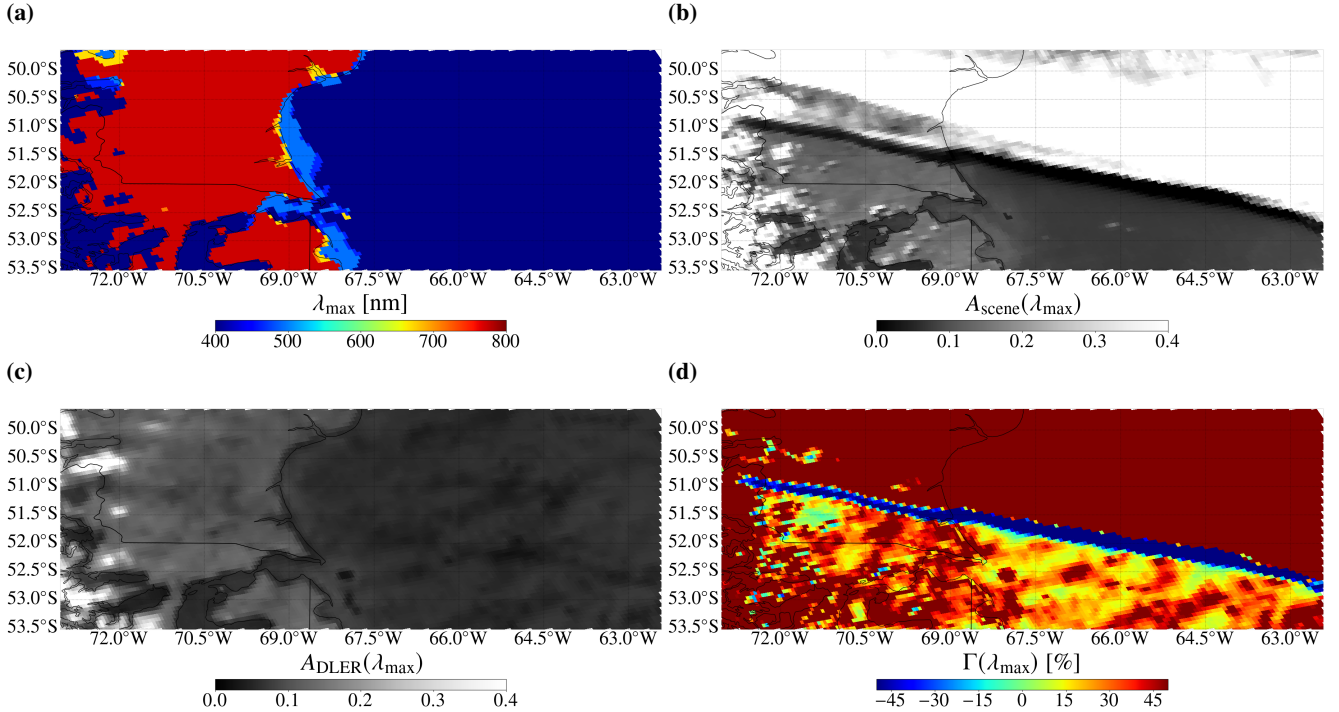 (a)
50.0°S
50.5°S
51.0°S
51.5°S
52.0°S
52.5°S
53.0°S
53.5°S
72.0°W 70.5°W 69.0°W 67.5°W 66.0°W 64.5°W 63.0°W
λmax [nm]
400 500 600 700 800
(b)
50.0°S
50.5°S
51.0°S
51.5°S
52.0°S
52.5°S
53.0°S
53.5°S
72.0°W 70.5°W 69.0°W 67.5°W 66.0°W 64.5°W 63.0°W
Ascene(λmax)
0.0 0.1 0.2 0.3 0.4
(c)
50.0°S
50.5°S
51.0°S
51.5°S
52.0°S
52.5°S
53.0°S
53.5°S
72.0°W 70.5°W 69.0°W 67.5°W 66.0°W 64.5°W 63.0°W
ADLER(λmax)
0.0 0.1 0.2 0.3 0.4
(d)
50.0°S
50.5°S
51.0°S
51.5°S
52.0°S
52.5°S
53.0°S
53.5°S
72.0°W 70.5°W 69.0°W 67.5°W 66.0°W 64.5°W 63.0°W
Γ(λmax) [%]
−45 −30 −15 0 15 30 45